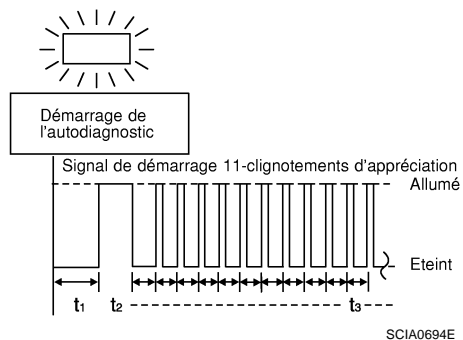 Démarrage de
l'autodiagnostic
Signal de démarrage 11-clignotements d'appréciation
Allumé
Eteint
t1 t2 t3
SCIA0694E